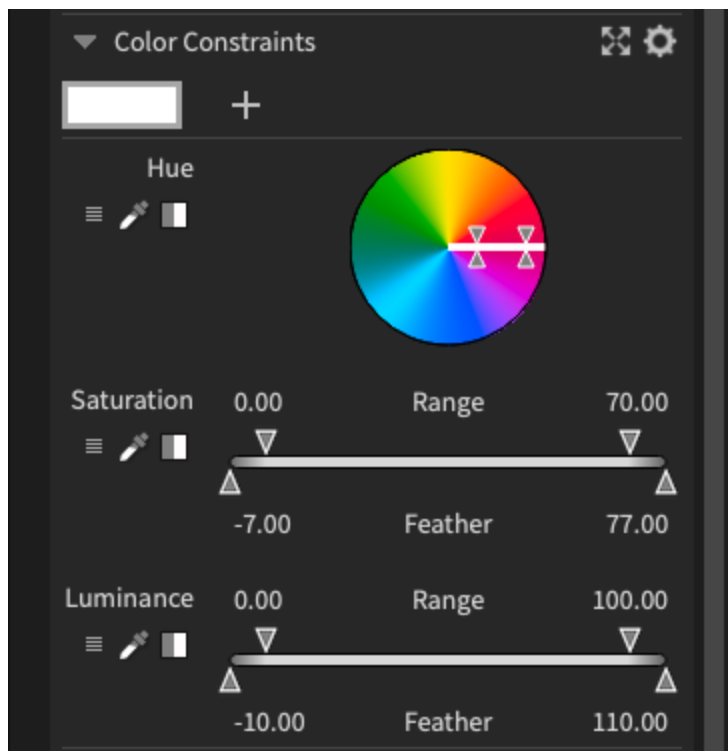 Color Constraints
Hue
Saturation 0.00 Range 70.00
-7.00 Feather 77.00
Luminance 0.00 Range 100.00
-10.00 Feather 110.00